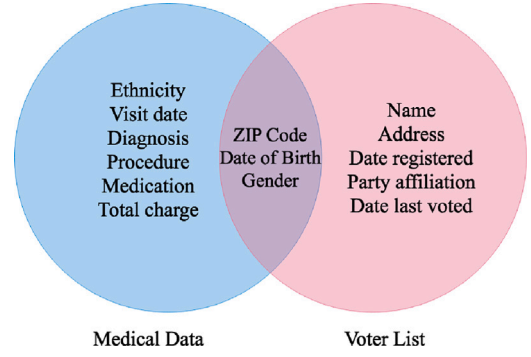 Ethnicity
Visit date
Diagnosis
Procedure
Medication
Total charge
ZIP Code
Date of Birth
Gender
Name
Address
Date registered
Party affiliation
Date last voted
Medical Data
Voter List